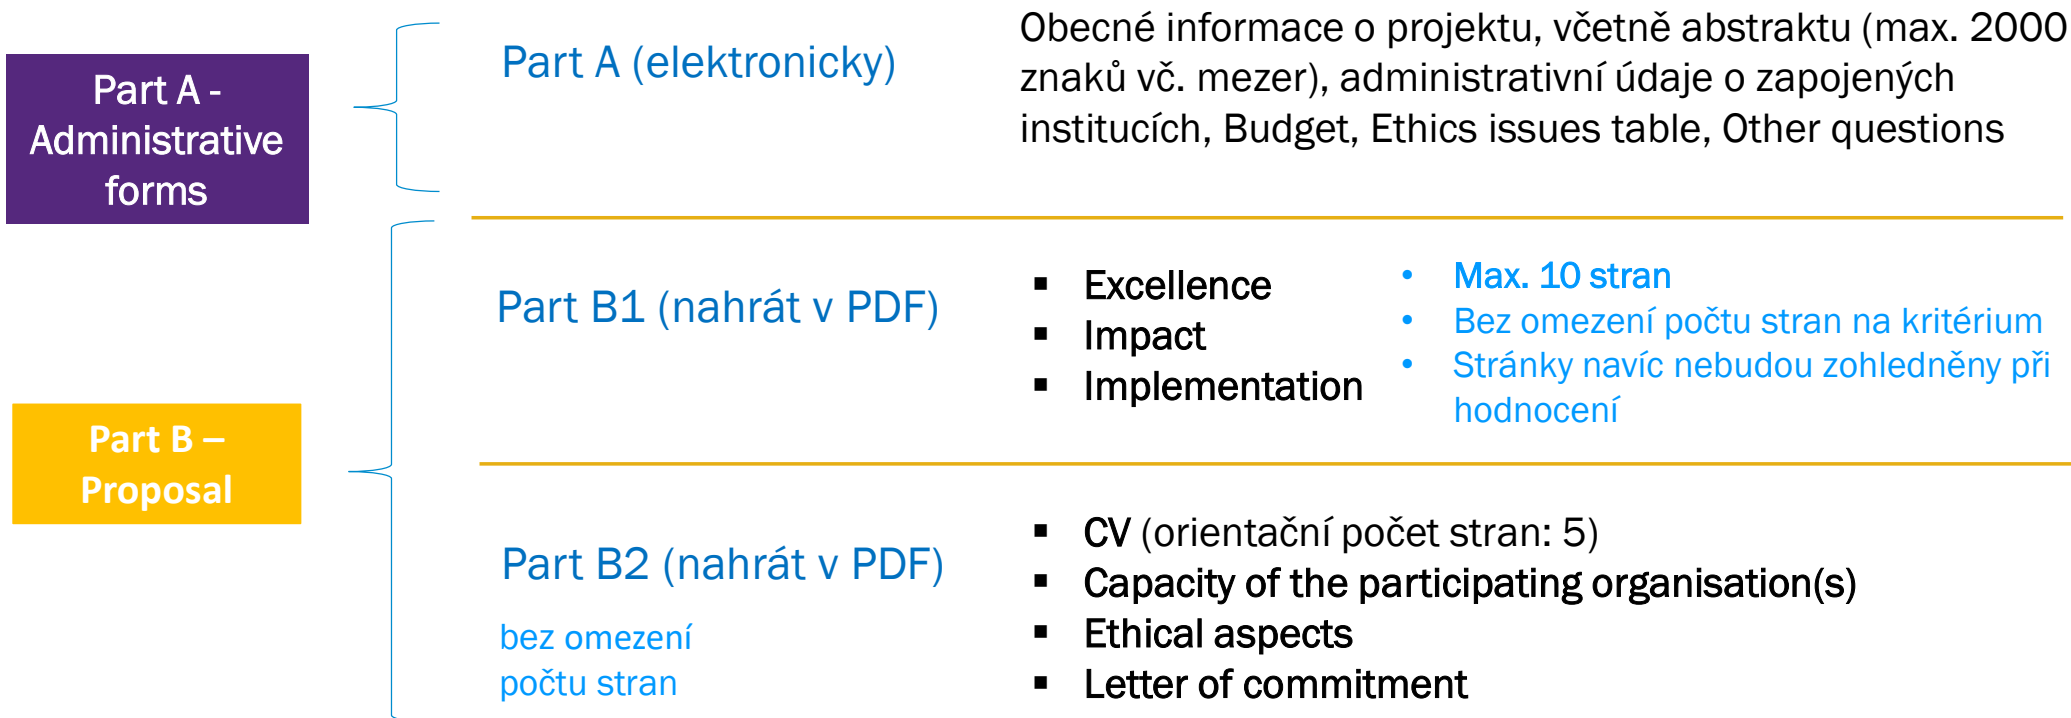 Part A -
Administrative
forms
Part A (elektronicky)
Obecné informace o projektu, včetně abstraktu (max. 2000
znaků vč. mezer), administrativní údaje o zapojených
institucích, Budget, Ethics issues table, Other questions
Part B –
Proposal
Part B1 (nahrát v PDF)
▪ Excellence
▪ Impact
▪ Implementation
• Max. 10 stran
• Bez omezení počtu stran na kritérium
• Stránky navíc nebudou zohledněny při
hodnocení
Part B2 (nahrát v PDF)
bez omezení
počtu stran
▪ CV (orientační počet stran: 5)
▪ Capacity of the participating organisation(s)
▪ Ethical aspects
▪ Letter of commitment